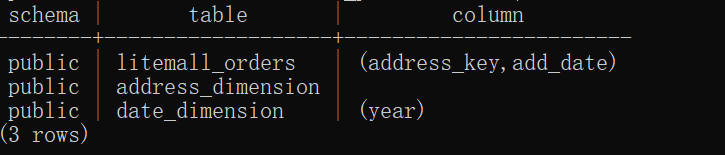 schema | table | column
--------+--------------------+-------------------------
public | litemall_orders | (address_key,add_date)
public | address_dimension |
public | date_dimension | (year)
(3 rows)